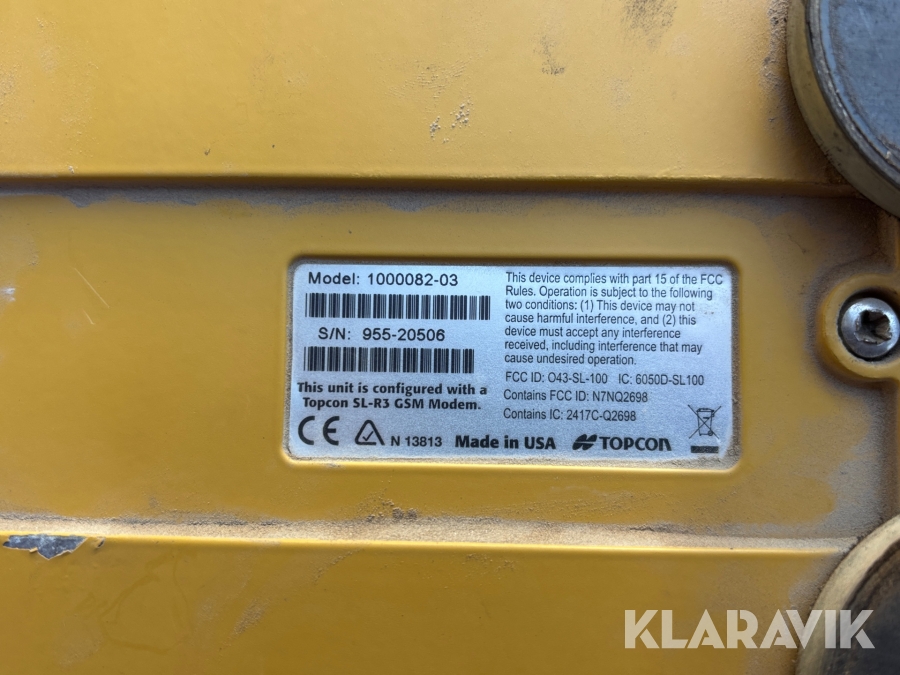 Model: 1000082-03
S/N: 955-20506
This unit is configured with a
Topcon SL-R3 GSM Modem.
N 13813
Made in USA
TOPCON
This device complies with part 15 of the FCC
Rules. Operation is subject to the following
two conditions: (1) This device may not
cause harmful interference, and (2) this
device must accept any interference
received, including interference that may
cause undesired operation.
FCC ID: O43-SL-100 IC: 6050D-SL100
Contains FCC ID: N7NQ2698
Contains IC: 2417C-Q2698
CE
KLARAVIK